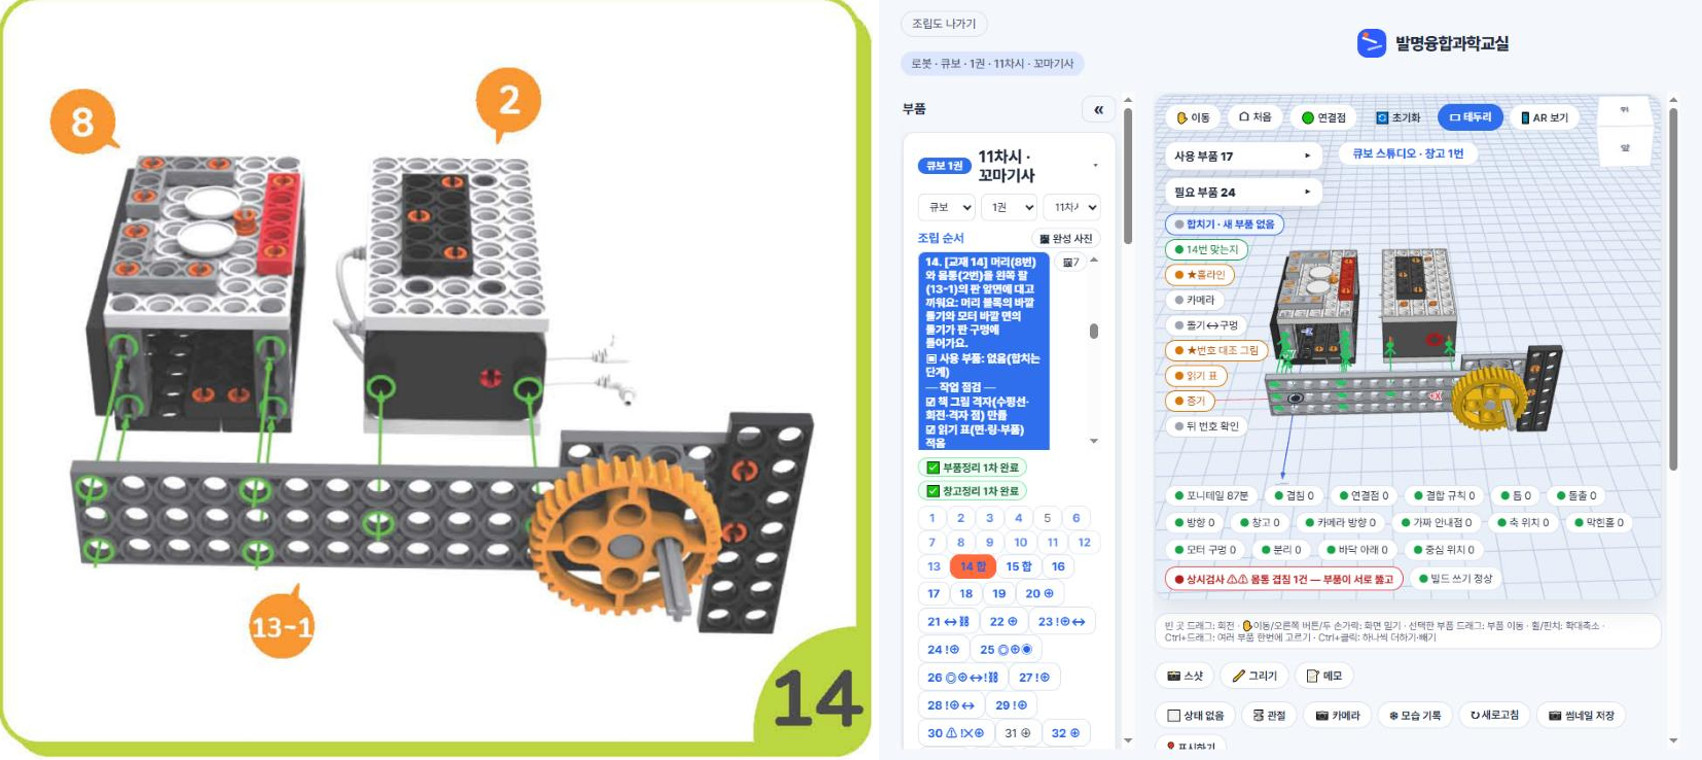 8
2
13-1
14
조립도 나가기
로봇 · 큐보 · 1권 · 11차시 · 꼬마기사
발명융합과학교실
부품
«
큐보 1권
11차시 · 꼬마기사
큐보
1권
11차시
조립 순서
완성 사진
14. [교재 14] 머리(8번)
와 몸통(2번)을 왼쪽 팔
(13-1)의 판 앞면에 대고
끼워요: 머리 블록의 바깥
돌기와 모터 바깥 면의
돌기가 판 구멍에
들어가요.
▣ 사용 부품: 없음(합치는
단계)
— 작업 점검 —
☑ 책 그림 격자(수평선·
회전·격자 점) 만듦
☑ 읽기 표(면·링·부품)
적음
7
✅ 부품정리 1차 완료
✅ 창고정리 1차 완료
1 2 3 4 5 6
7 8 9 10 11 12
13 14 합 15 합 16
17 18 19 20 ⊕
21 ↔⛓ 22 ⊕ 23 !⊕↔
24 !⊕ 25 ◎⊕◉
26 ◎⊕↔!⛓ 27 !⊕
28 !⊕↔ 29 !⊕
30 ⚠!✕⊕ 31 ⊕ 32 ⊕
이동
처음
연결점
초기화
테두리
AR 보기
사용 부품 17
큐보 스튜디오 · 창고 1번
필요 부품 24
합치기 · 새 부품 없음
14번 맞는지
★홈라인
카메라
돌기↔구멍
★번호 대조 그림
읽기 표
증기
뒤 번호 확인
포니테일 87분
겹침 0
연결점 0
결합 규칙 0
틈 0
돌출 0
방향 0
창고 0
카메라 방향 0
가짜 안내점 0
축 위치 0
막힌홀 0
모터 구멍 0
분리 0
바닥 아래 0
중심 위치 0
상시검사 ⚠⚠ 몸통 겹침 1건 — 부품이 서로 뚫고
빌드 쓰기 정상
빈 곳 드래그: 회전 · ✋이동/오른쪽 버튼/두 손가락: 화면 밀기 · 선택한 부품 드래그: 부품 이동 · 휠/핀치: 확대축소 ·
Ctrl+드래그: 여러 부품 한번에 고르기 · Ctrl+클릭: 하나씩 더하기·빼기
스샷
그리기
메모
상태 없음
관절
카메라
모습 기록
새로고침
썸네일 저장
표시하기